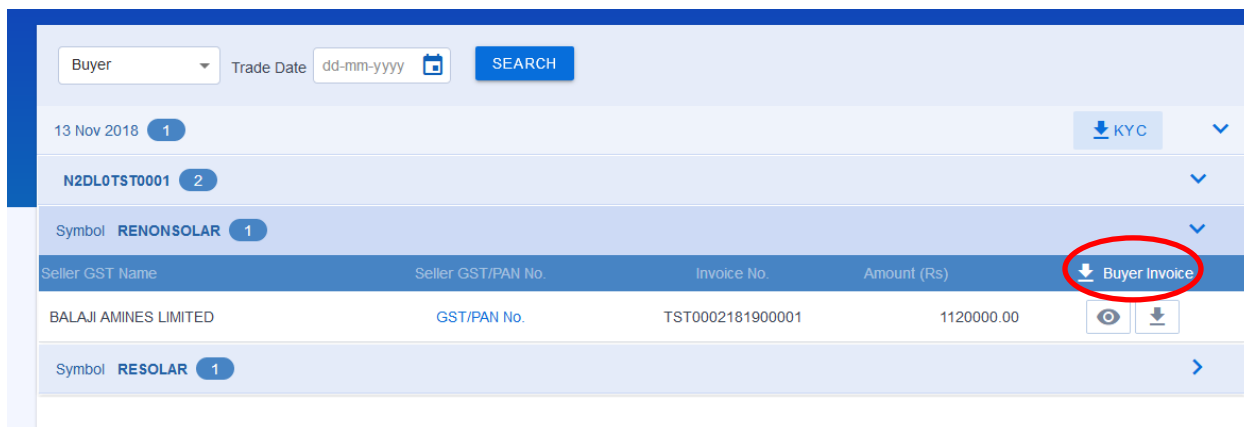 Buyer Trade Date dd-mm-yyyy SEARCH
13 Nov 2018 1 KYC
N2DL0TST0001 2
Symbol RENONSOLAR 1
Seller GST Name Seller GST/PAN No. Invoice No. Amount (Rs) Buyer Invoice
BALAJI AMINES LIMITED GST/PAN No. TST0002181900001 1120000.00
Symbol RESOLAR 1